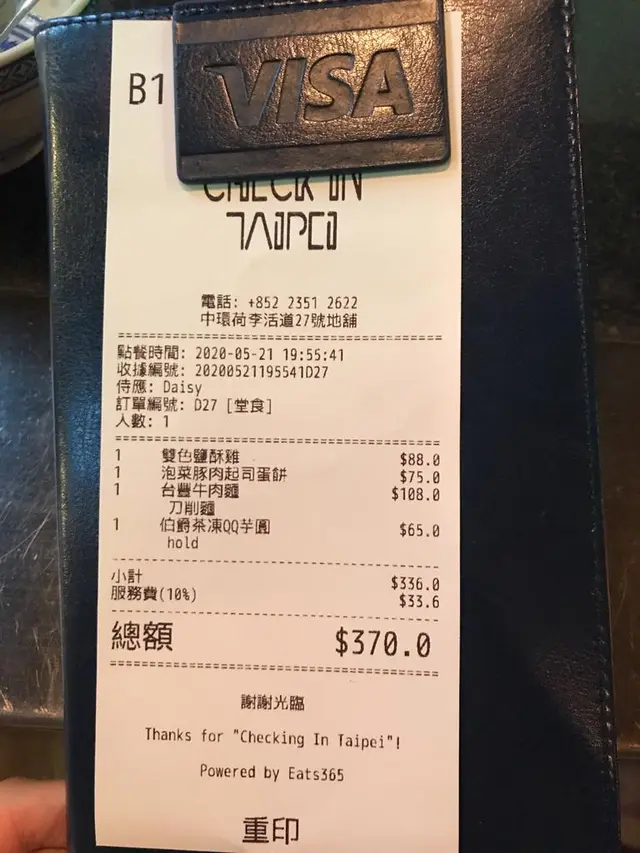 VISA
B1
CHECK IN
TAIPEI
電話: +852 2351 2622
中環荷李活道27號地舖
點餐時間: 2020-05-21 19:55:41
收據編號: 20200521195541D27
侍應: Daisy
訂單編號: D27 [堂食]
人數: 1
1 雙色鹽酥雞 $88.0
1 泡菜豚肉起司蛋餅 $75.0
1 台豐牛肉麵 $108.0
刀削麵
1 伯爵茶凍QQ芋圓 $65.0
hold
小計 $336.0
服務費(10%) $33.6
總額 $370.0
謝謝光臨
Thanks for "Checking In Taipei"!
Powered by Eats365
重印